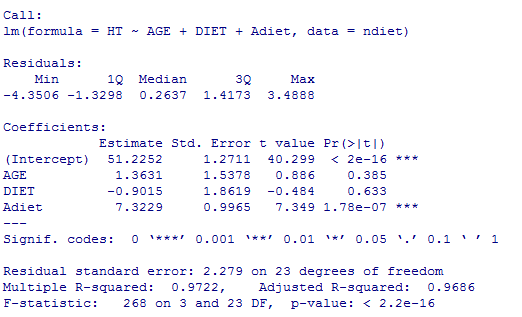 Call:
lm(formula = HT ~ AGE + DIET + Adiet, data = ndiet)
Residuals:
    Min      1Q  Median      3Q     Max
-4.3506 -1.3298  0.2637  1.4173  3.4888
Coefficients:
            Estimate Std. Error t value Pr(>|t|)
(Intercept)  51.2252     1.2711  40.299  < 2e-16 ***
AGE           1.3631     1.5378   0.886    0.385
DIET         -0.9015     1.8619  -0.484    0.633
Adiet         7.3229     0.9965   7.349 1.78e-07 ***
---
Signif. codes:  0 ‘***’ 0.001 ‘**’ 0.01 ‘*’ 0.05 ‘.’ 0.1 ‘ ’ 1
Residual standard error: 2.279 on 23 degrees of freedom
Multiple R-squared:  0.9722,    Adjusted R-squared:  0.9686
F-statistic:   268 on 3 and 23 DF,  p-value: < 2.2e-16